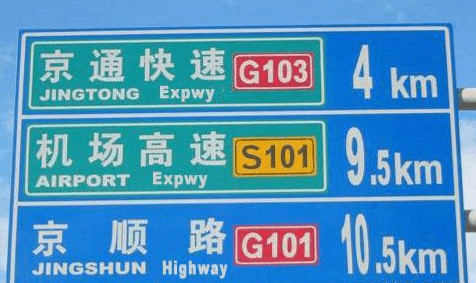 京通快速 G103 4 km
JINGTONG Expwy
机场高速 S101 9.5km
AIRPORT Expwy
京顺路 G101 10.5km
JINGSHUN Highway